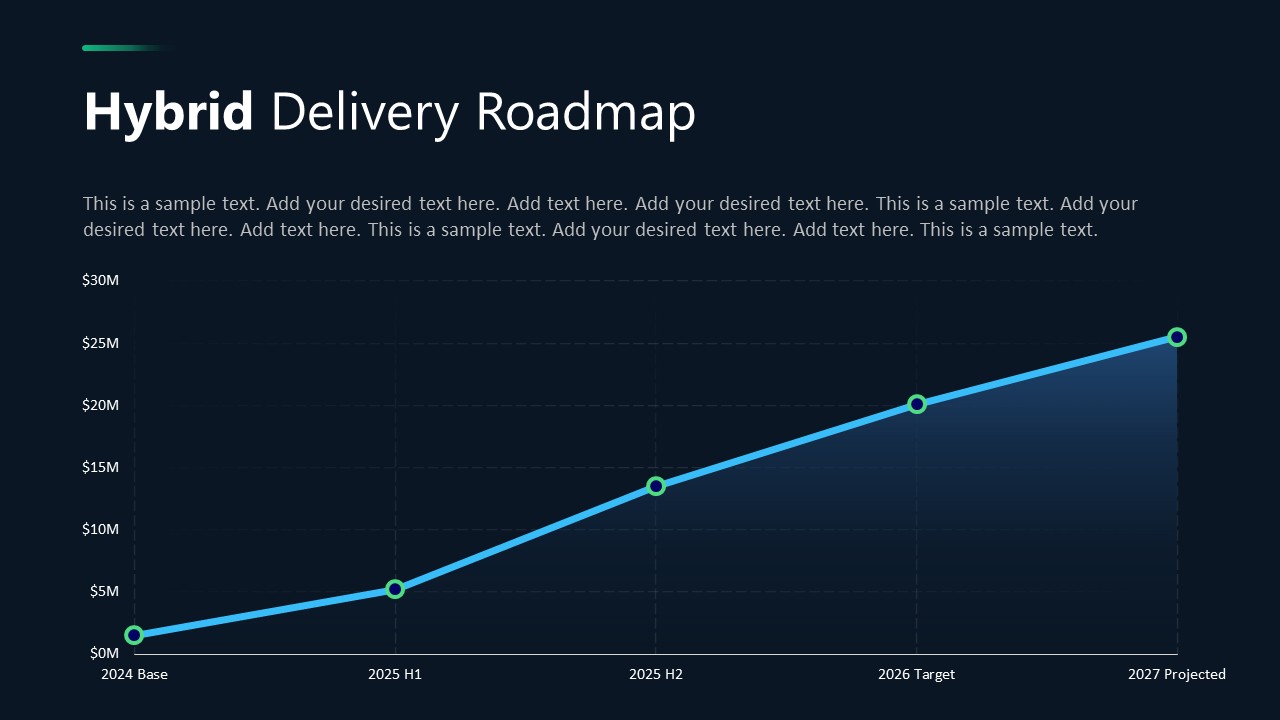 Hybrid Delivery Roadmap
This is a sample text. Add your desired text here. Add text here. Add your desired text here. This is a sample text. Add your
desired text here. Add text here. This is a sample text. Add your desired text here. Add text here. This is a sample text.
$30M
$25M
$20M
$15M
$10M
$5M
$0M
2024 Base
2025 H1
2025 H2
2026 Target
2027 Projected